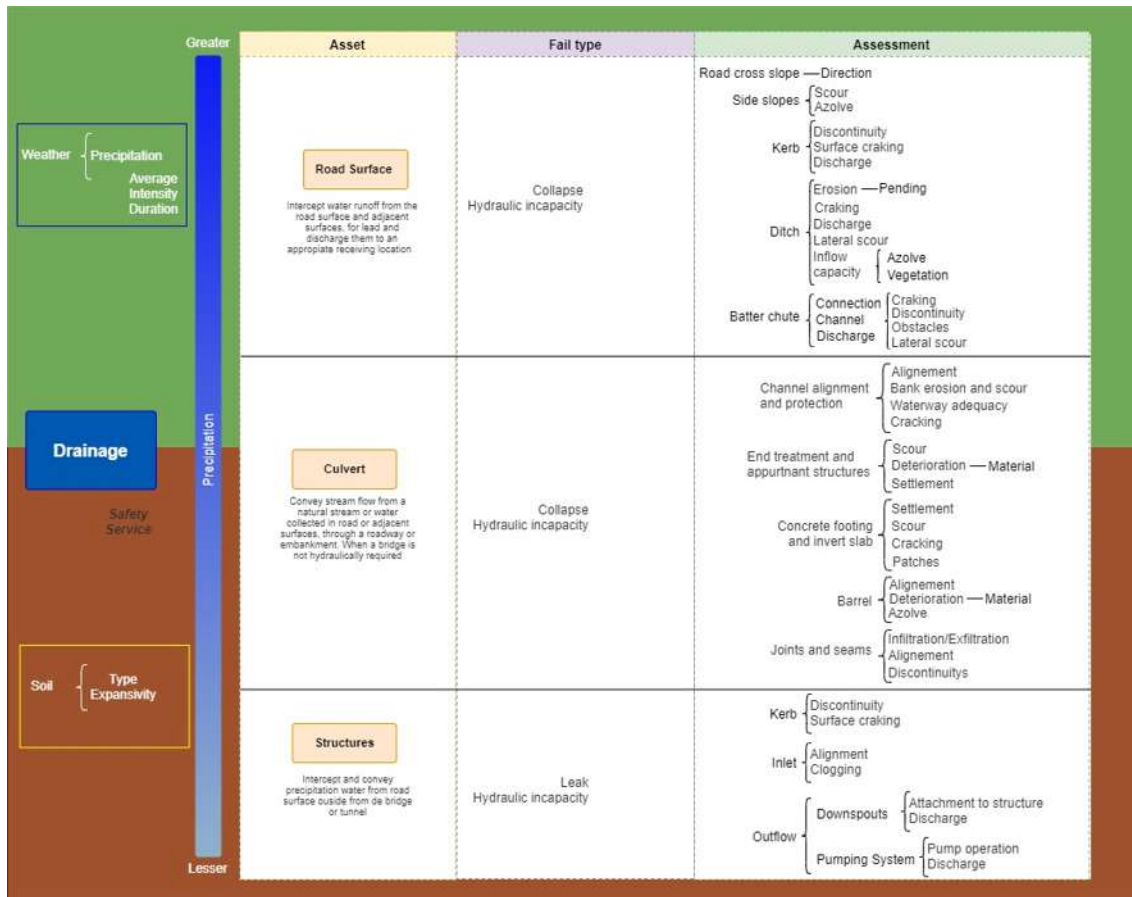 Greater
Asset
Fail type
Assessment
Weather
Precipitation
Average
Intensity
Duration
Drainage
Safety
Service
Soil
Type
Expansivity
Precipitation
Lesser
Road Surface
Intercept water runoff from the
road surface and adjacent
surfaces, for lead and
discharge them to an
appropiate receiving location
Collapse
Hydraulic incapacity
Road cross slope
Direction
Side slopes
Scour
Azolve
Kerb
Discontinuity
Surface craking
Discharge
Ditch
Erosion
Pending
Craking
Discharge
Lateral scour
Inflow
capacity
Azolve
Vegetation
Batter chute
Connection
Channel
Discharge
Craking
Discontinuity
Obstacles
Lateral scour
Culvert
Convey stream flow from a
natural stream or water
collected in road or adjacent
surfaces, through a roadway or
embankment. When a bridge is
not hydraulically required
Collapse
Hydraulic incapacity
Channel alignment
and protection
Alignement
Bank erosion and scour
Waterway adequacy
Cracking
End treatment and
appurtnant structures
Scour
Deterioration
Material
Settlement
Concrete footing
and invert slab
Settlement
Scour
Cracking
Patches
Barrel
Alignement
Deterioration
Material
Azolve
Joints and seams
Infiltration/Exfiltration
Alignement
Discontinuitys
Structures
Intercept and convey
precipitation water from road
surface ouside from de bridge
or tunnel
Leak
Hydraulic incapacity
Kerb
Discontinuity
Surface craking
Inlet
Alignment
Clogging
Outflow
Downspouts
Attachment to structure
Discharge
Pumping System
Pump operation
Discharge